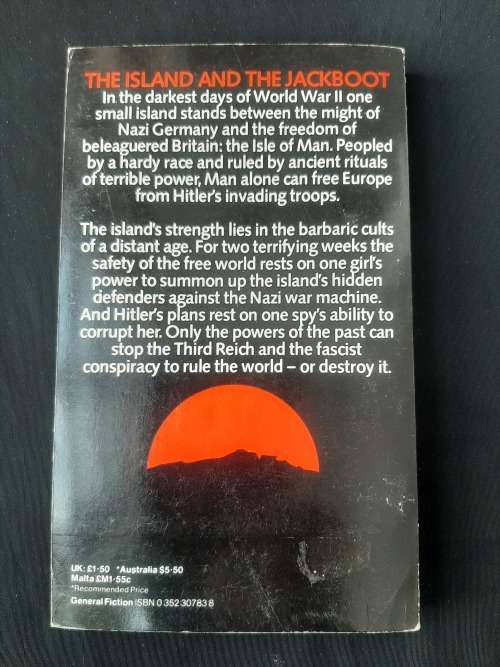 THE ISLAND AND THE JACKBOOT
In the darkest days of World War II one
small island stands between the might of
Nazi Germany and the freedom of
beleaguered Britain: the Isle of Man. Peopled
by a hardy race and ruled by ancient rituals
of terrible power, Man alone can free Europe
from Hitler's invading troops.
The island's strength lies in the barbaric cults
of a distant age. For two terrifying weeks the
safety of the free world rests on one girl's
power to summon up the island's hidden
defenders against the Nazi war machine.
And Hitler's plans rest on one spy's ability to
corrupt her. Only the powers of the past can
stop the Third Reich and the fascist
conspiracy to rule the world – or destroy it.
UK: £1·50 *Australia $5·50
Malta £M1·55c
*Recommended Price
General Fiction ISBN 0 352 30783 8